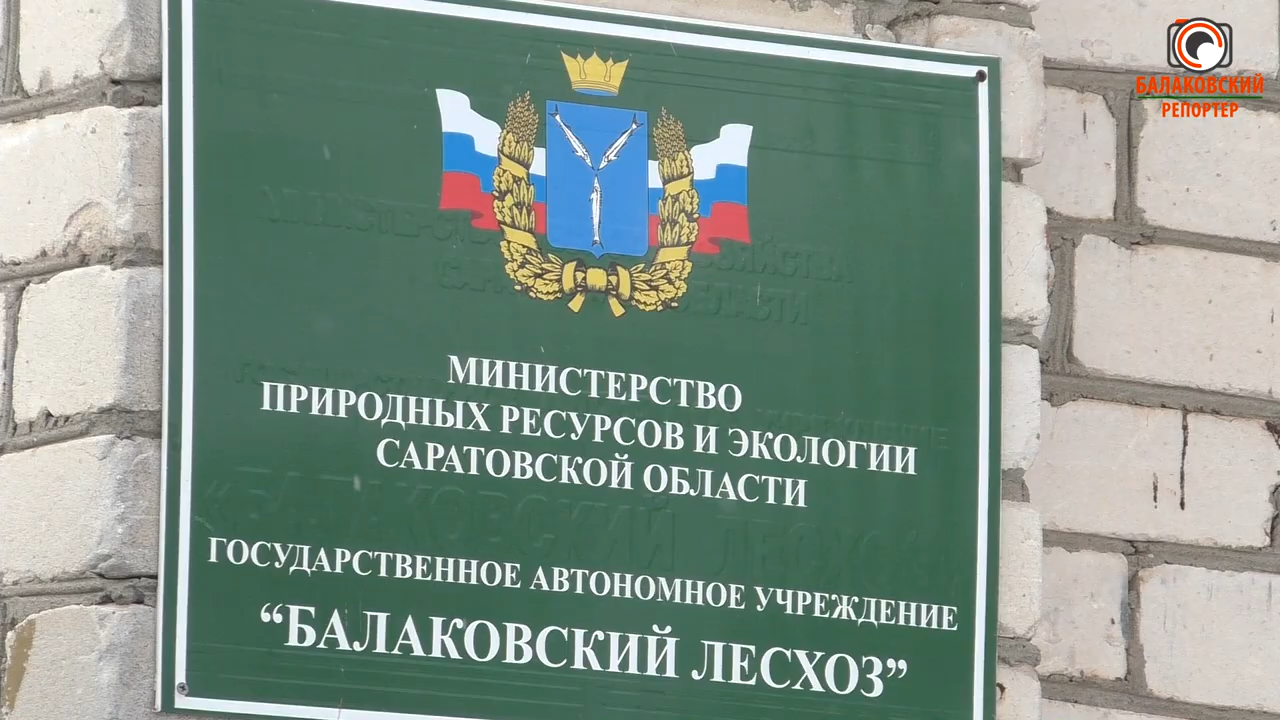 БАЛАКОВСКИЙ
РЕПОРТЕР
МИНИСТЕРСТВО
ПРИРОДНЫХ РЕСУРСОВ И ЭКОЛОГИИ
САРАТОВСКОЙ ОБЛАСТИ
ГОСУДАРСТВЕННОЕ АВТОНОМНОЕ УЧРЕЖДЕНИЕ
“БАЛАКОВСКИЙ ЛЕСХОЗ”